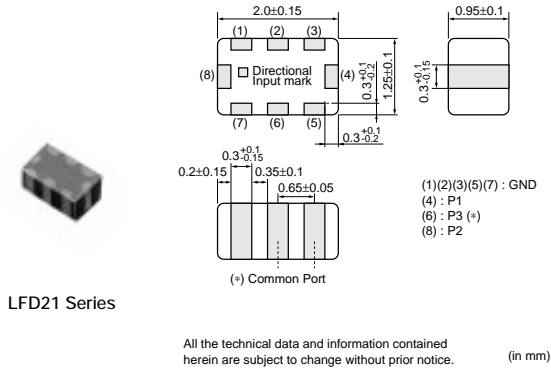 2.0±0.15
0.95±0.1
(1) (2) (3)
(8)
Directional
Input mark
(4)
0.3+0.1-0.2
1.25±0.1
0.3+0.1-0.15
(7) (6) (5)
0.3+0.1-0.2
0.3+0.1-0.15
0.2±0.15
0.35±0.1
0.65±0.05
(1)(2)(3)(5)(7) : GND
(4) : P1
(6) : P3 (*)
(8) : P2
(*) Common Port
LFD21 Series
All the technical data and information contained
herein are subject to change without prior notice.
(in mm)